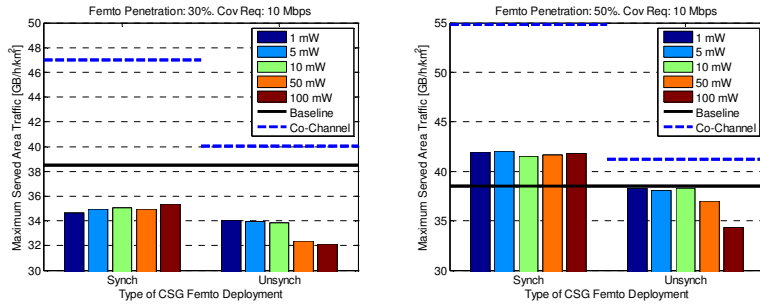 Femto Penetration: 30%. Cov Req: 10 Mbps
Maximum Served Area Traffic [GB/h/km²]
50
48
46
44
42
40
38
36
34
32
30
1 mW
5 mW
10 mW
50 mW
100 mW
Baseline
Co-Channel
Synch
Unsynch
Type of CSG Femto Deployment
Femto Penetration: 50%. Cov Req: 10 Mbps
Maximum Served Area Traffic [GB/h/km²]
55
50
45
40
35
30
1 mW
5 mW
10 mW
50 mW
100 mW
Baseline
Co-Channel
Synch
Unsynch
Type of CSG Femto Deployment